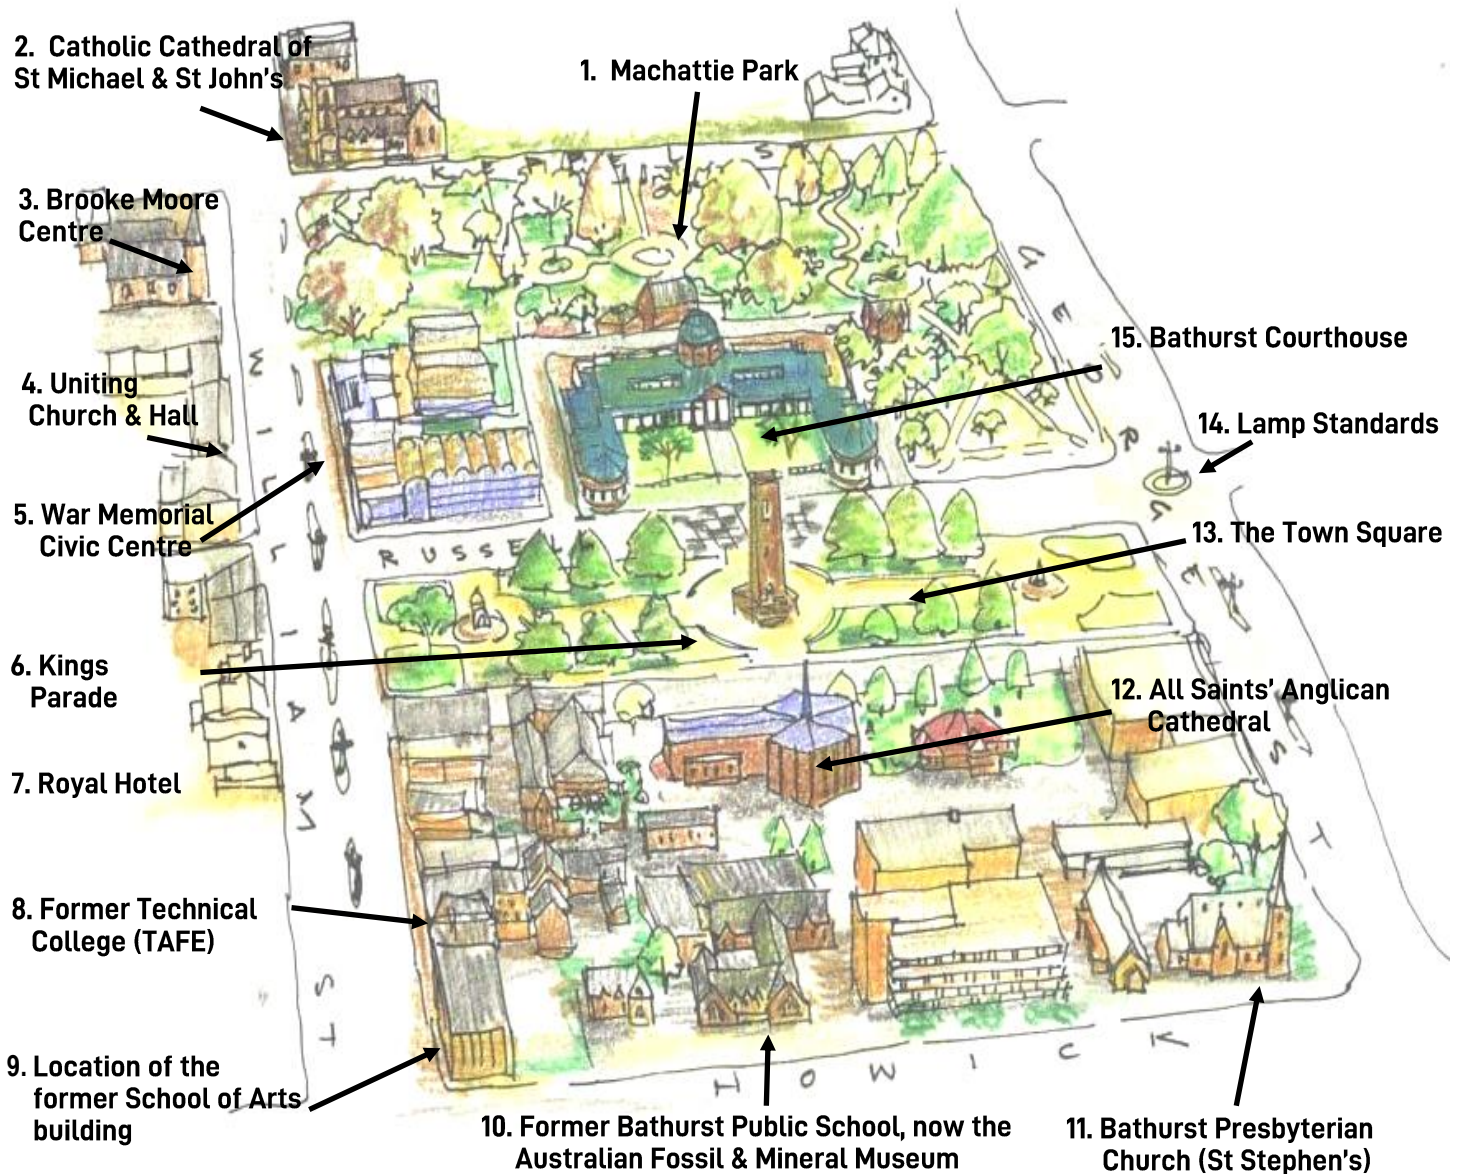 2. Catholic Cathedral of
St Michael & St John's
1. Machattie Park
KEPPEL ST
3. Brooke Moore
Centre
15. Bathurst Courthouse
4. Uniting
Church & Hall
14. Lamp Standards
5. War Memorial
Civic Centre
RUSSELL
13. The Town Square
GEORGE ST
WILLIAM ST
6. Kings
Parade
12. All Saints' Anglican
Cathedral
7. Royal Hotel
8. Former Technical
College (TAFE)
9. Location of the
former School of Arts
building
HOWICK
10. Former Bathurst Public School, now the
Australian Fossil & Mineral Museum
11. Bathurst Presbyterian
Church (St Stephen's)